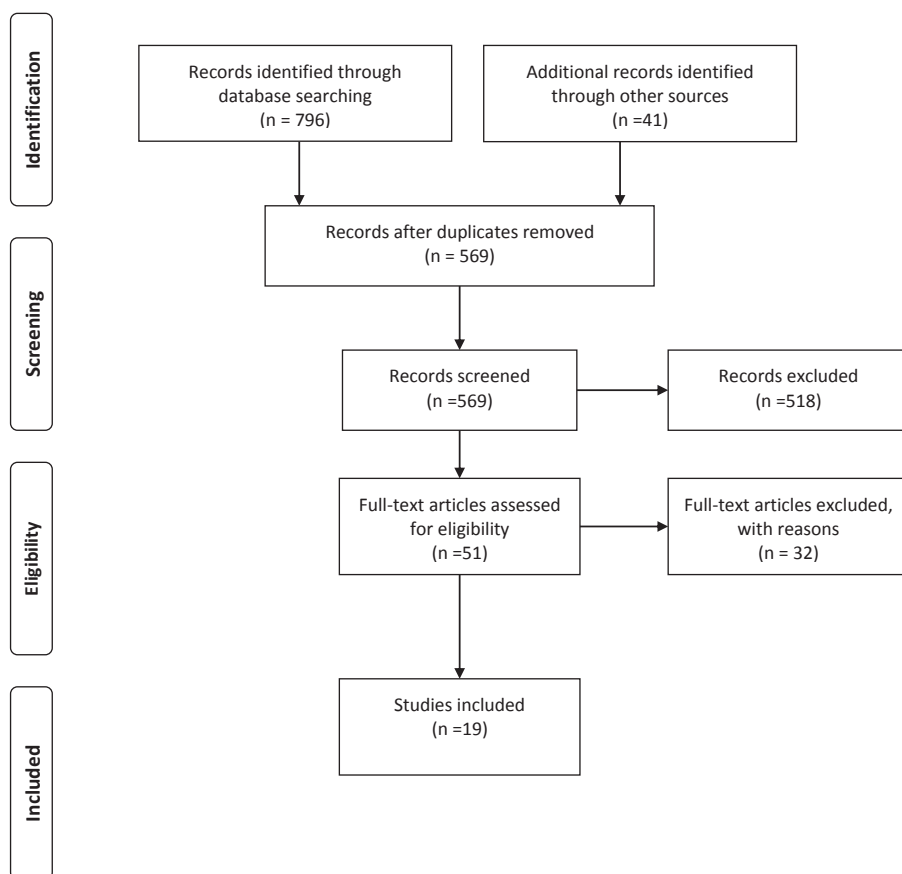 Identification
Records identified through
database searching
(n = 796)
Additional records identified
through other sources
(n =41)
Records after duplicates removed
(n = 569)
Screening
Records screened
(n =569)
Records excluded
(n =518)
Eligibility
Full-text articles assessed
for eligibility
(n =51)
Full-text articles excluded,
with reasons
(n = 32)
Included
Studies included
(n =19)